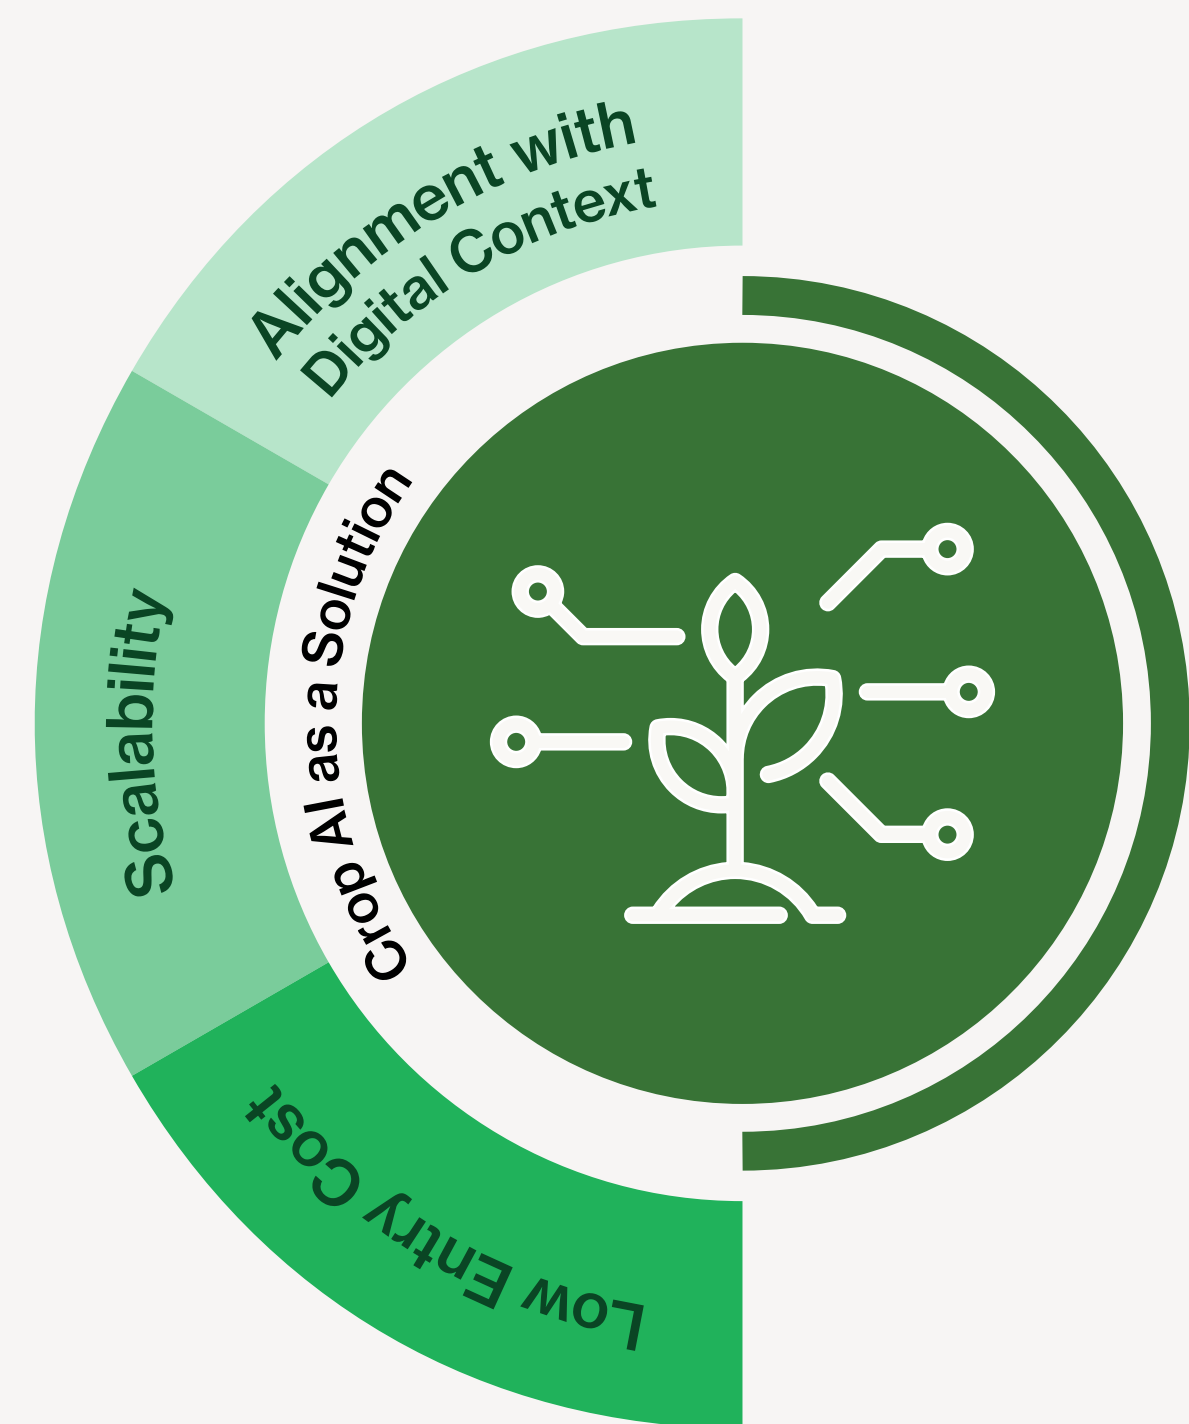 Alignment with
Digital Context
Scalability
Crop AI as a Solution
Low Entry Cost